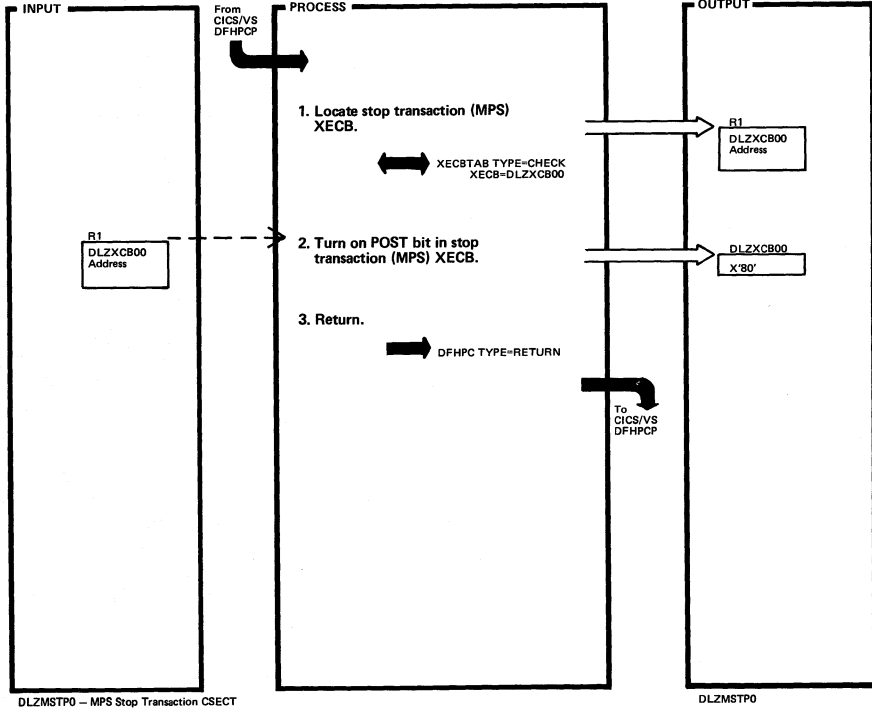 INPUT
From
CICS/VS
DFHPCP
PROCESS
OUTPUT
1. Locate stop transaction (MPS)
XECB.
XECBTAB TYPE=CHECK
XECB=DLZXCB00
R1
DLZXCB00
Address
R1
DLZXCB00
Address
2. Turn on POST bit in stop
transaction (MPS) XECB.
DLZXCB00
X'80'
3. Return.
DFHPC TYPE=RETURN
To
CICS/VS
DFHPCP
DLZMSTP0 – MPS Stop Transaction CSECT
DLZMSTP0